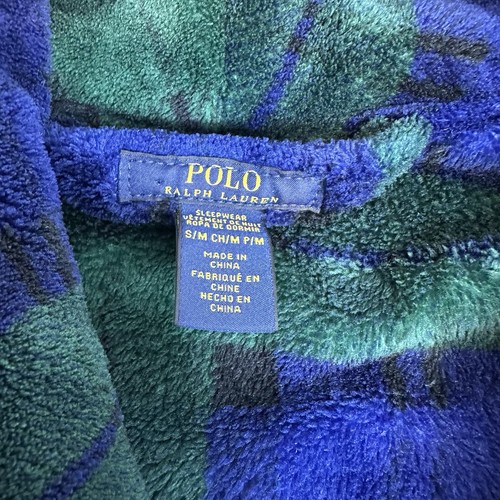 POLO
RALPH LAUREN
SLEEPWEAR
VÊTEMENT DE NUIT
ROPA DE DORMIR
S/M CH/M P/M
MADE IN
CHINA
FABRIQUÉ EN
CHINE
HECHO EN
CHINA